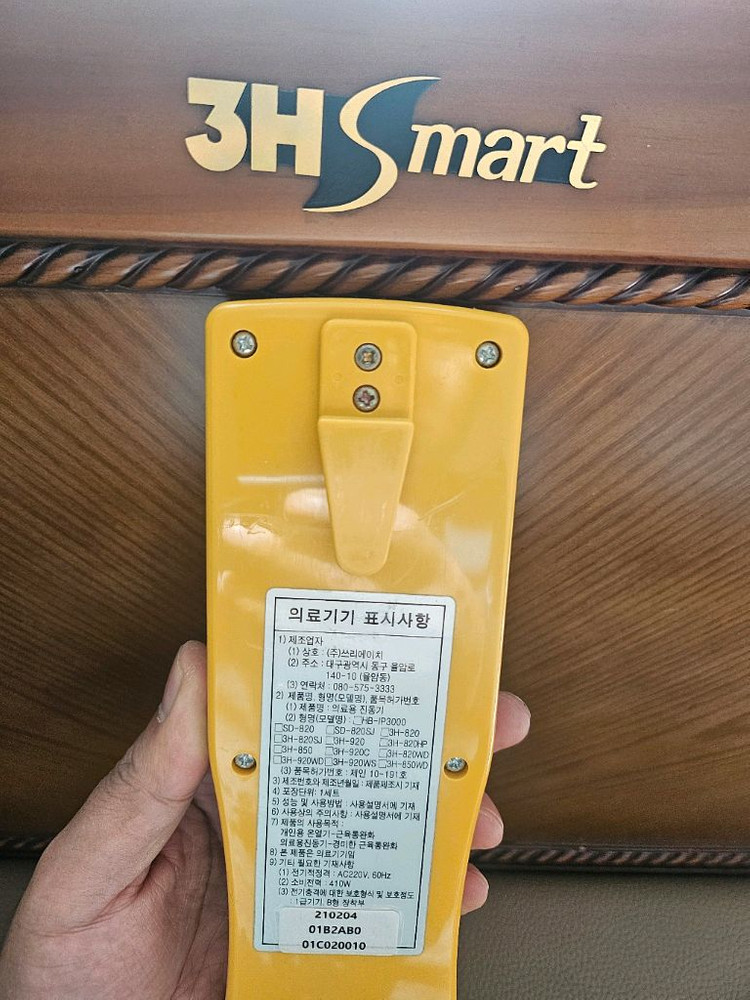 3H Smart
의료기기 표시사항
1) 제조업자
(1) 상호 : (주)쓰리에이치
(2) 주소 : 대구광역시 동구 율암로
140-10 (율암동)
(3) 연락처 : 080-575-3333
2) 제품명, 형명(모델명), 품목허가번호
(1) 제품명 : 의료용 진동기
(2) 형명(모델명) : □HB-IP3000
□SD-820 □SD-820SJ □3H-820
□3H-820SJ □3H-920 □3H-820HP
□3H-850 □3H-920C □3H-820WD
□3H-920WD □3H-920WS □3H-850WD
(3) 품목허가번호 : 제인 10-191호
3) 제조번호와 제조년월일 : 제품제조시 기재
4) 포장단위: 1세트
5) 성능 및 사용방법 : 사용설명서에 기재
6) 사용상의 주의사항 : 사용설명서에 기재
7) 제품의 사용목적 :
개인용 온열기-근육통완화
의료용진동기-경미한 근육통완화
8) 본 제품은 의료기기임
9) 기타 필요한 기재사항
(1) 전기적정격 : AC220V, 60Hz
(2) 소비전력 : 410W
(3) 전기충격에 대한 보호형식 및 보호정도
: 1급기기, B형 장착부
210204
01B2AB0
01C020010